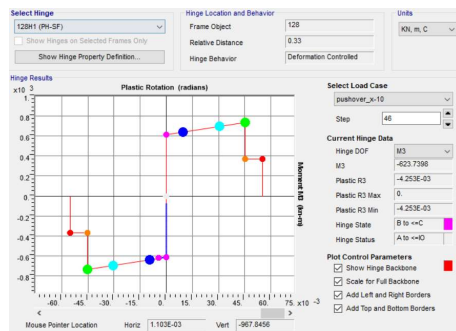 Select Hinge
128H1 (PH-SF)
Show Hinges on Selected Frames Only
Show Hinge Property Definition...
Hinge Location and Behavior
Frame Object 128
Relative Distance 0.33
Hinge Behavior Deformation Controlled
Units
KN, m, C
Hinge Results
x10 3
Plastic Rotation (radians)
1.
0.8
0.6
0.4
0.2
0.
-0.2
-0.4
-0.6
-0.8
Moment M3 (kn-m)
-60. -45. -30. -15. 0. 15. 30. 45. 60. 75. x10 -3
Mouse Pointer Location Horiz 1.103E-03 Vert -967.8456
Select Load Case
pushover_x-10
Step 46
Current Hinge Data
Hinge DOF M3
M3 -623.7398
Plastic R3 -4.253E-03
Plastic R3 Max 0.
Plastic R3 Min -4.253E-03
Hinge State B to <=C
Hinge Status A to <=IO
Plot Control Parameters
Show Hinge Backbone
Scale for Full Backbone
Add Left and Right Borders
Add Top and Bottom Borders